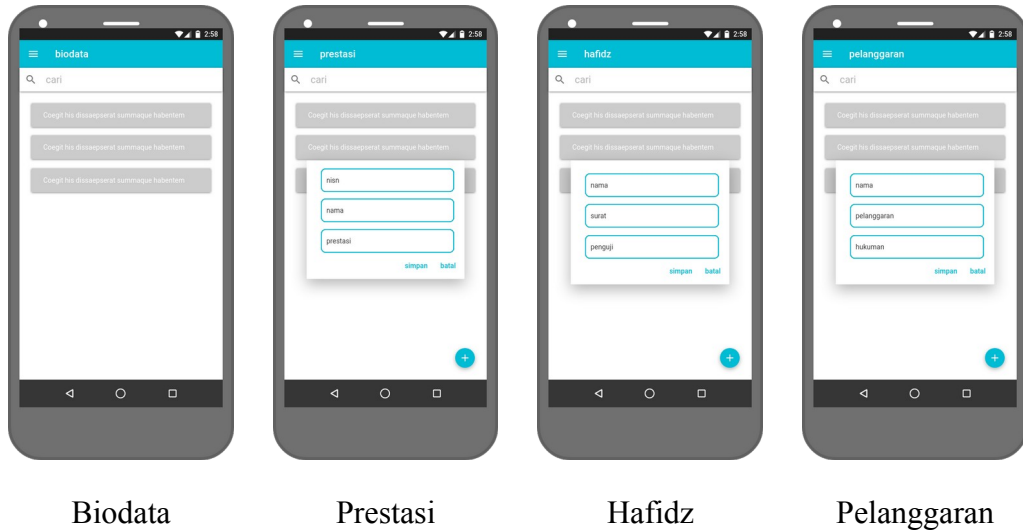 2:58
biodata
cari
Coegit his dissaepserat summaque habentem
Coegit his dissaepserat summaque habentem
Coegit his dissaepserat summaque habentem
2:58
prestasi
cari
Coegit his dissaepserat summaque habentem
Coegit his dissaepserat summaque habentem
nisn
nama
prestasi
simpan batal
+
2:58
hafidz
cari
Coegit his dissaepserat summaque habentem
Coegit his dissaepserat summaque habentem
nama
surat
penguji
simpan batal
+
2:58
pelanggaran
cari
Coegit his dissaepserat summaque habentem
Coegit his dissaepserat summaque habentem
nama
pelanggaran
hukuman
simpan batal
+
Biodata Prestasi Hafidz Pelanggaran